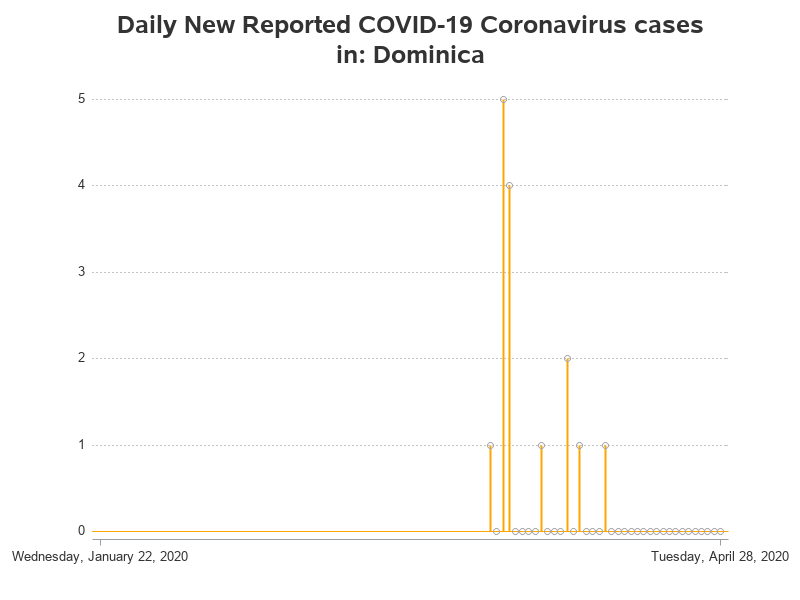 Daily New Reported COVID-19 Coronavirus cases
in: Dominica
5
4
3
2
1
0
Wednesday, January 22, 2020
Tuesday, April 28, 2020